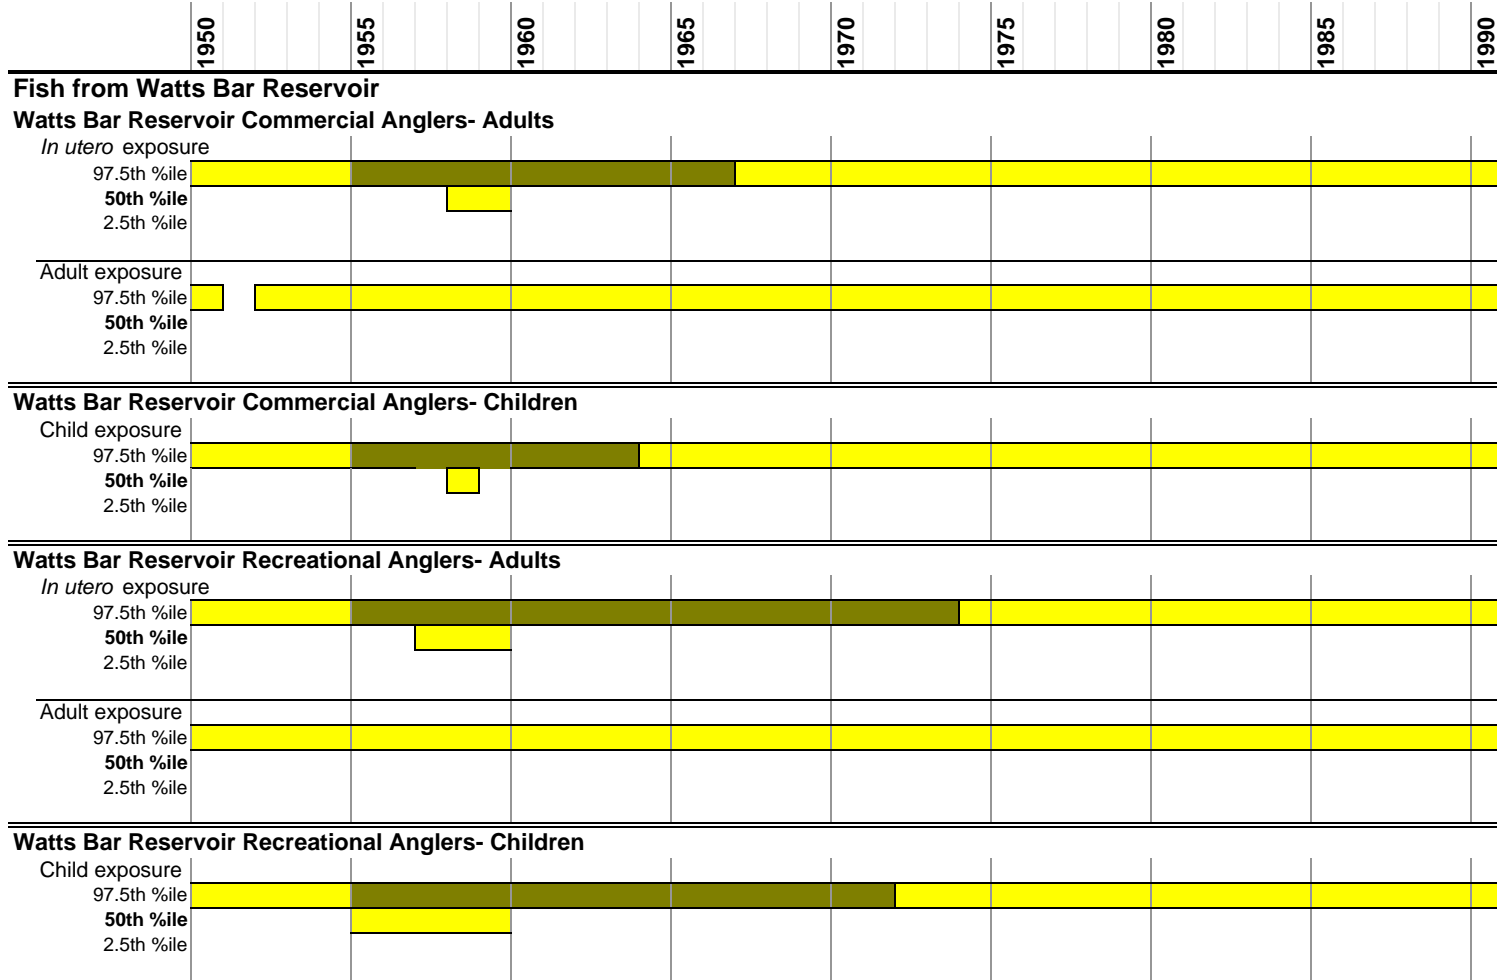 1950 1955 1960 1965 1970 1975 1980 1985 1990
Fish from Watts Bar Reservoir
Watts Bar Reservoir Commercial Anglers- Adults
In utero exposure
97.5th %ile
50th %ile
2.5th %ile
Adult exposure
97.5th %ile
50th %ile
2.5th %ile
Watts Bar Reservoir Commercial Anglers- Children
Child exposure
97.5th %ile
50th %ile
2.5th %ile
Watts Bar Reservoir Recreational Anglers- Adults
In utero exposure
97.5th %ile
50th %ile
2.5th %ile
Adult exposure
97.5th %ile
50th %ile
2.5th %ile
Watts Bar Reservoir Recreational Anglers- Children
Child exposure
97.5th %ile
50th %ile
2.5th %ile